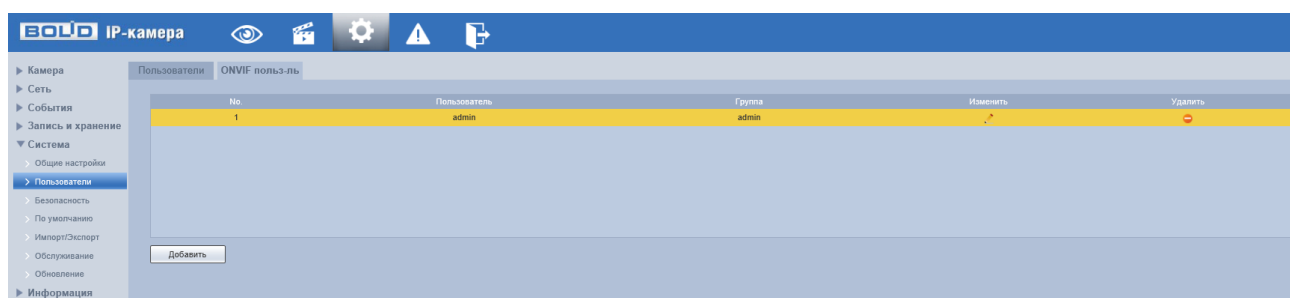 BOLID IP-камера
Камера
Сеть
События
Запись и хранение
Система
Общие настройки
Пользователи
Безопасность
По умолчанию
Импорт/Экспорт
Обслуживание
Обновление
Информация
Пользователи ONVIF польз-ль
No. Пользователь Группа Изменить Удалить
1 admin admin
Добавить